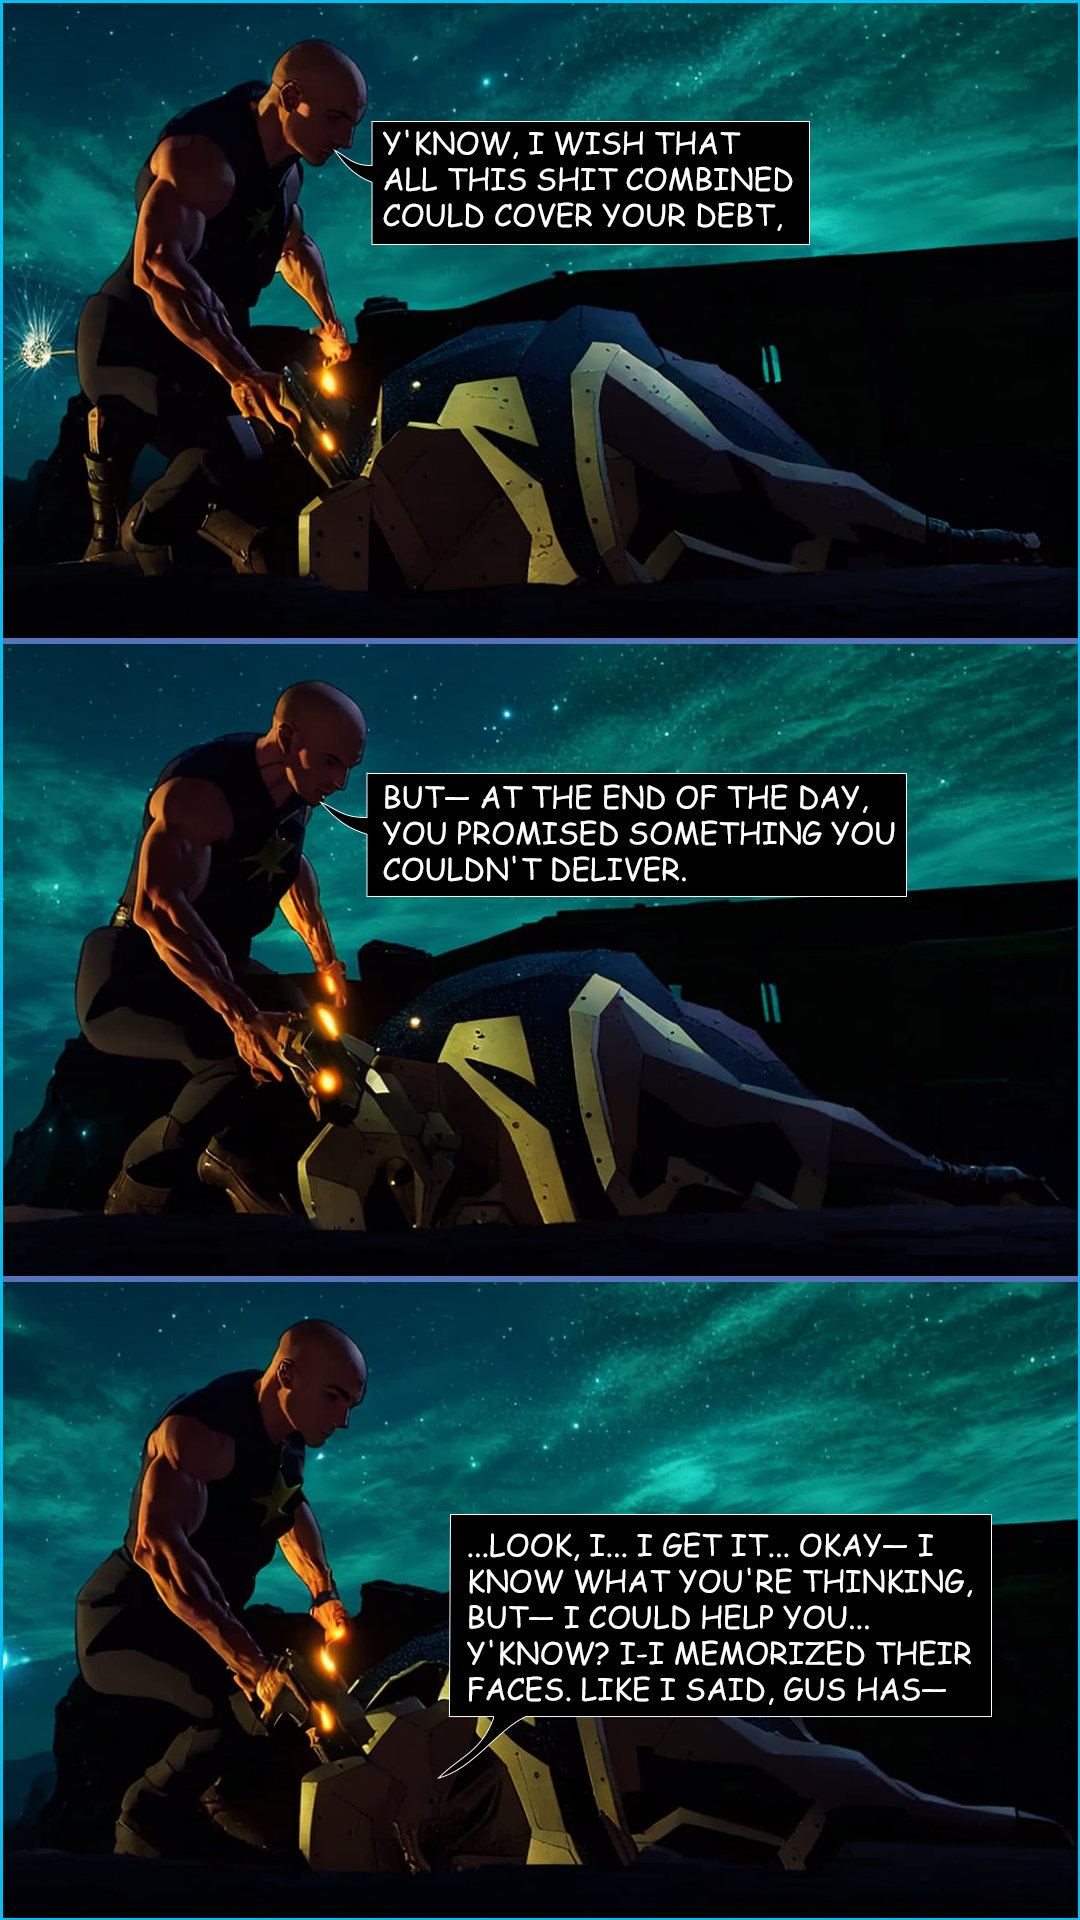 Y'KNOW, I WISH THAT
ALL THIS SHIT COMBINED
COULD COVER YOUR DEBT,
BUT— AT THE END OF THE DAY,
YOU PROMISED SOMETHING YOU
COULDN'T DELIVER.
...LOOK, I... I GET IT... OKAY— I
KNOW WHAT YOU'RE THINKING,
BUT— I COULD HELP YOU...
Y'KNOW? I-I MEMORIZED THEIR
FACES. LIKE I SAID, GUS HAS—